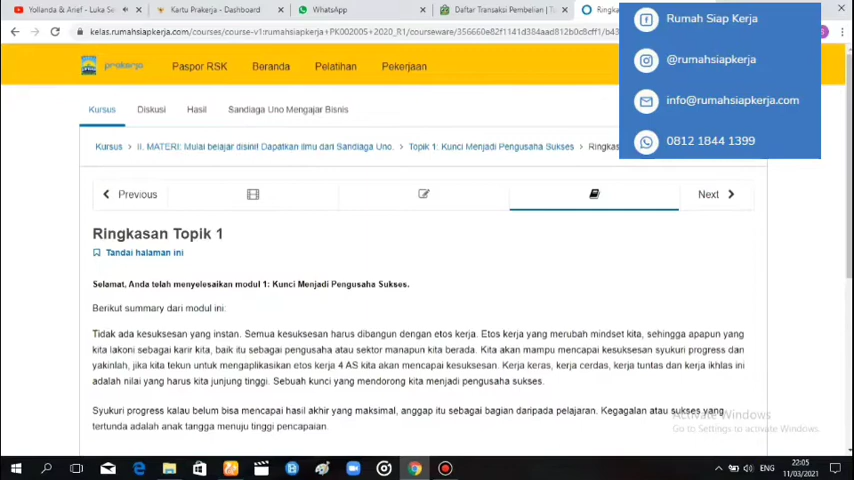 Yollanda & Arief - Luka Se
Kartu Prakerja - Dashboard
WhatsApp
Daftar Transaksi Pembelian | T
Ringka
kelas.rumahsiapkerja.com/courses/course-v1:rumahsiapkerja+PK002005+2020_R1/courseware/356660e82f1141d384aad812b0c8cff1/b43
Rumah Siap Kerja
@rumahsiapkerja
info@rumahsiapkerja.com
0812 1844 1399
prakerja
Paspor RSK
Beranda
Pelatihan
Pekerjaan
Kursus
Diskusi
Hasil
Sandiaga Uno Mengajar Bisnis
Kursus > II. MATERI: Mulai belajar disini! Dapatkan ilmu dari Sandiaga Uno. > Topik 1: Kunci Menjadi Pengusaha Sukses > Ringkas
Previous
Next
Ringkasan Topik 1
Tandai halaman ini
Selamat, Anda telah menyelesaikan modul 1: Kunci Menjadi Pengusaha Sukses.
Berikut summary dari modul ini:
Tidak ada kesuksesan yang instan. Semua kesuksesan harus dibangun dengan etos kerja. Etos kerja yang merubah mindset kita, sehingga apapun yang
kita lakoni sebagai karir kita, baik itu sebagai pengusaha atau sektor manapun kita berada. Kita akan mampu mencapai kesuksesan syukuri progress dan
yakinlah, jika kita tekun untuk mengaplikasikan etos kerja 4 AS kita akan mencapai kesuksesan. Kerja keras, kerja cerdas, kerja tuntas dan kerja ikhlas ini
adalah nilai yang harus kita junjung tinggi. Sebuah kunci yang mendorong kita menjadi pengusaha sukses.
Syukuri progress kalau belum bisa mencapai hasil akhir yang maksimal, anggap itu sebagai bagian daripada pelajaran. Kegagalan atau sukses yang
tertunda adalah anak tangga menuju tinggi pencapaian.
Activate Windows
Go to Settings to activate Windows.
ENG
22:05
11/03/2021